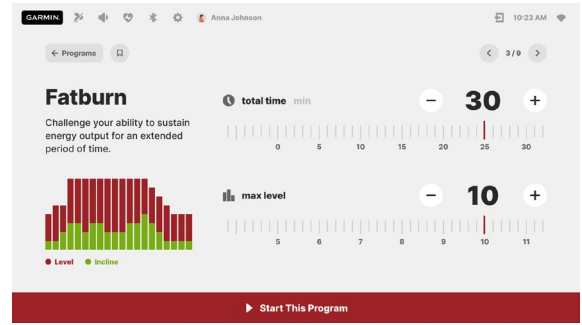 GARMIN.
Anna Johnson
10:23 AM
← Programs
3/9
Fatburn
Challenge your ability to sustain
energy output for an extended
period of time.
Level
Incline
total time min
30
0 5 10 15 20 25 30
max level
10
5 6 7 8 9 10 11
Start This Program